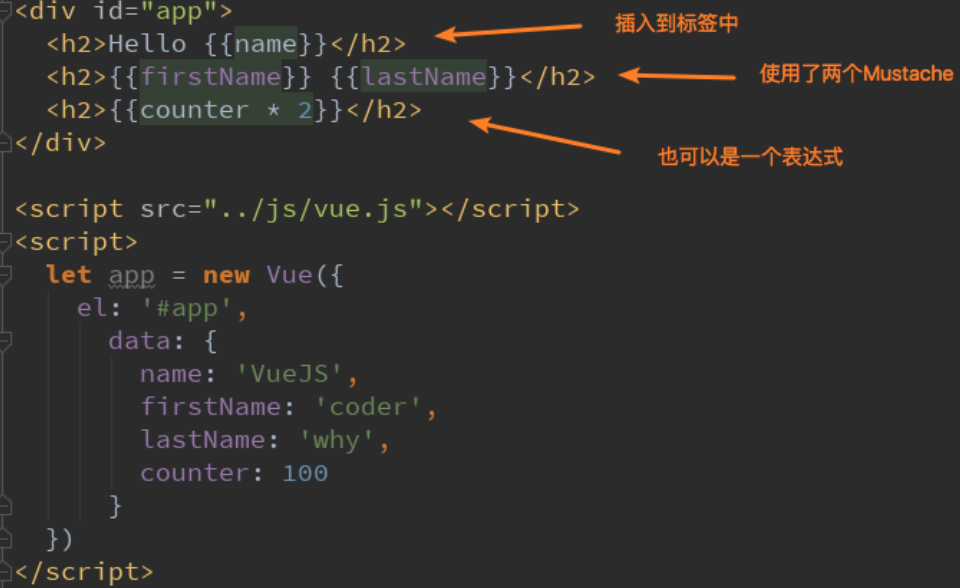 <div id="app">
<h2>Hello {{name}}</h2>
插入到标签中
<h2>{{firstName}} {{lastName}}</h2>
使用了两个Mustache
<h2>{{counter * 2}}</h2>
也可以是一个表达式
</div>
<script src="../js/vue.js"></script>
<script>
let app = new Vue({
el: '#app',
data: {
name: 'VueJS',
firstName: 'coder',
lastName: 'why',
counter: 100
}
})
</script>